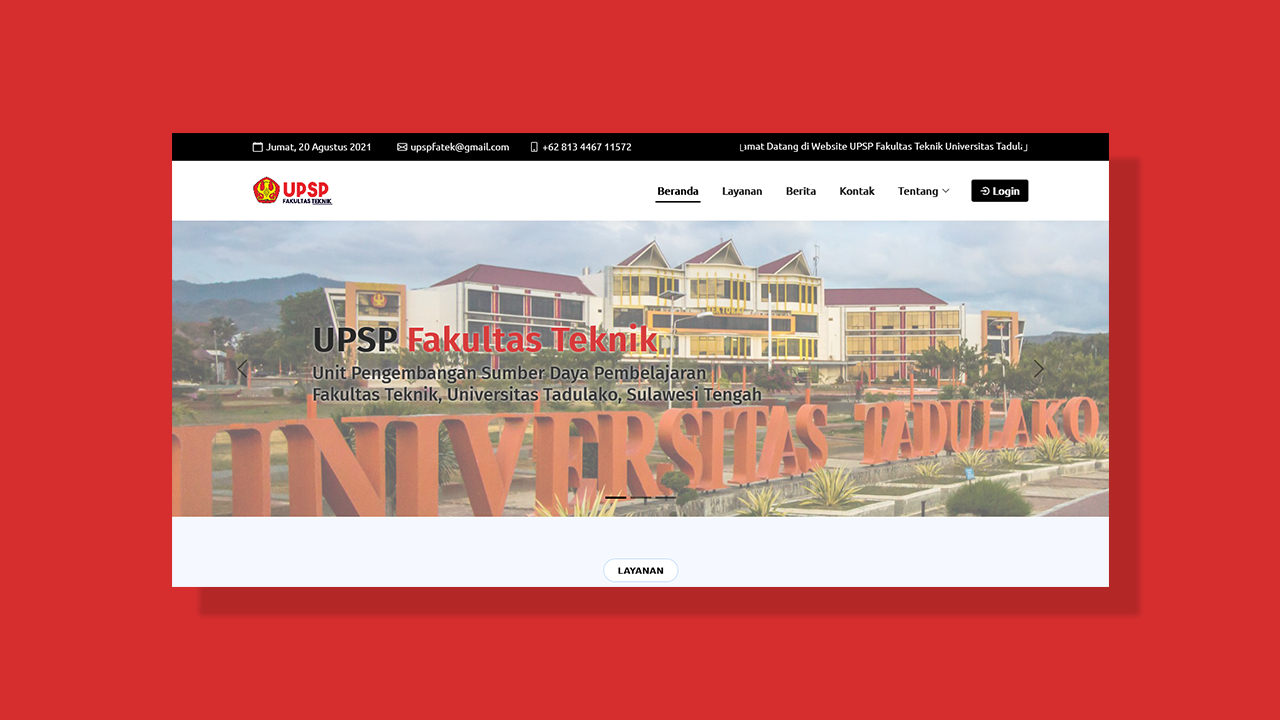 Jumat, 20 Agustus 2021
upspfatek@gmail.com
+62 813 4467 11572
Datang di Website UPSP Fakultas Teknik Universitas
UPSP
FAKULTAS TEKNIK
Beranda
Layanan
Berita
Kontak
Tentang
Login
UPSP Fakultas Teknik
Unit Pengembangan Sumber Daya Pembelajaran
Fakultas Teknik, Universitas Tadulako, Sulawesi Tengah
UNIVERSITAS TADULAKO
LAYANAN